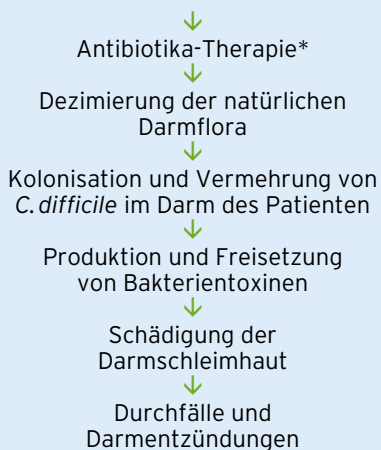 ↓
Antibiotika-Therapie*
↓
Dezimierung der natürlichen
Darmflora
↓
Kolonisation und Vermehrung von
C. difficile im Darm des Patienten
↓
Produktion und Freisetzung
von Bakterientoxinen
↓
Schädigung der
Darmschleimhaut
↓
Durchfälle und
Darmentzündungen